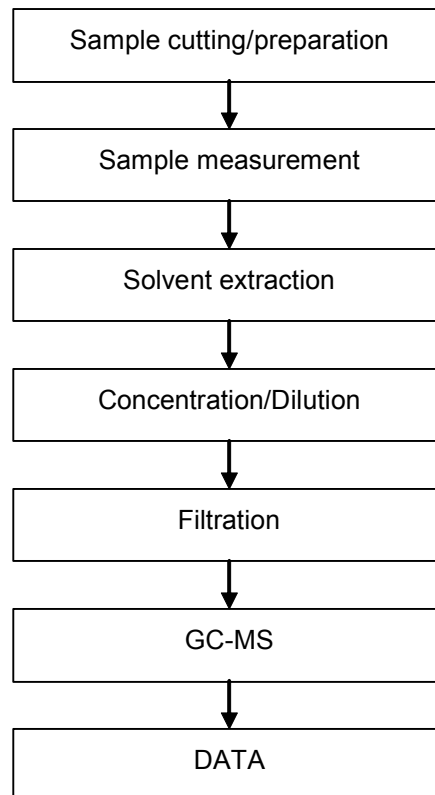 Sample cutting/preparation
Sample measurement
Solvent extraction
Concentration/Dilution
Filtration
GC-MS
DATA